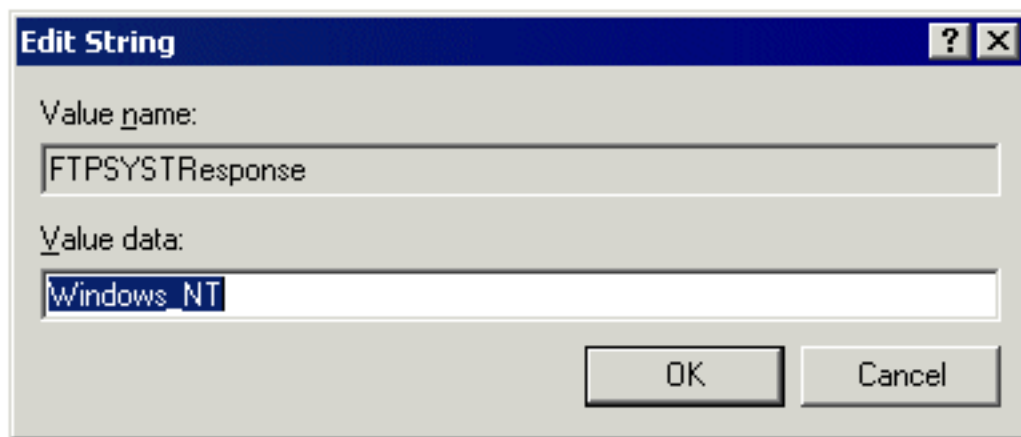 Edit String
Value name:
FTPSYSTResponse
Value data:
Windows_NT
OK Cancel